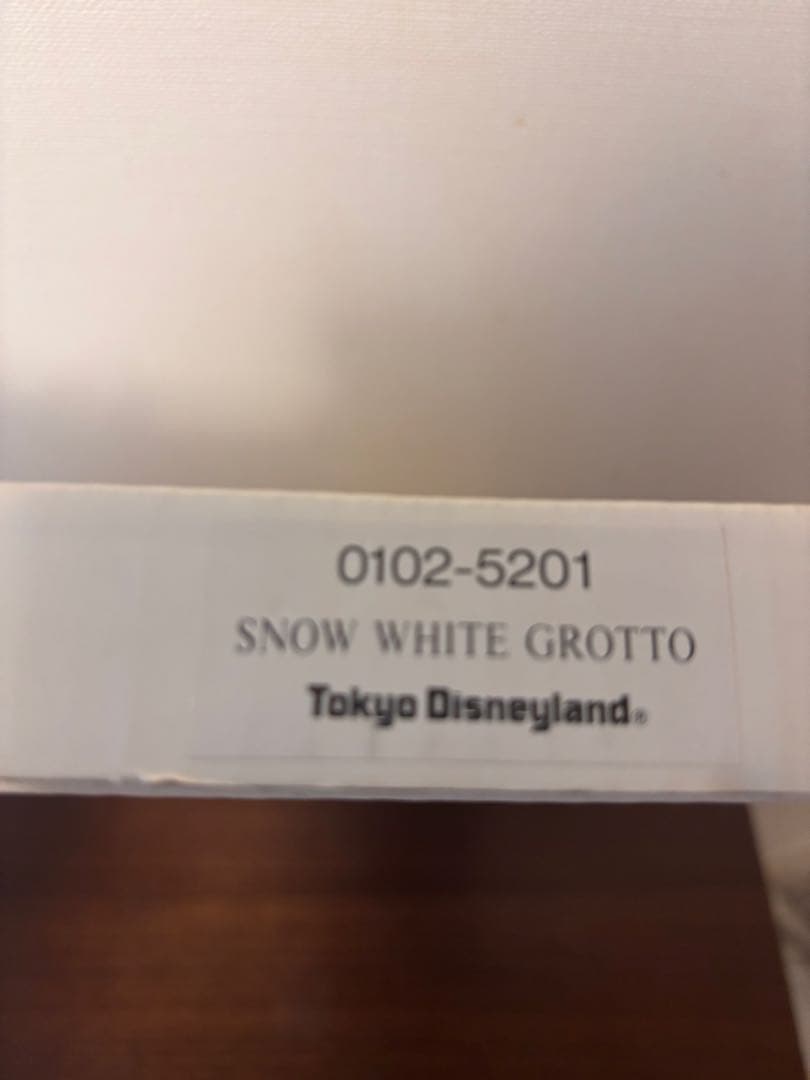 0102-5201
SNOW WHITE GROTTO
Tokyo Disneyland®